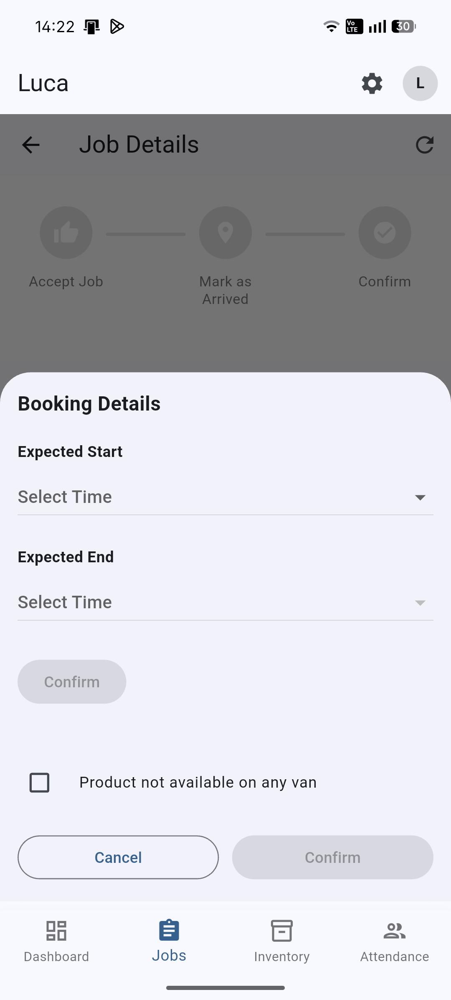 14:22
Vo
LTE
30
Luca
L
Job Details
Accept Job
Mark as
Arrived
Confirm
Booking Details
Expected Start
Select Time
Expected End
Select Time
Confirm
Product not available on any van
Cancel
Confirm
Dashboard
Jobs
Inventory
Attendance